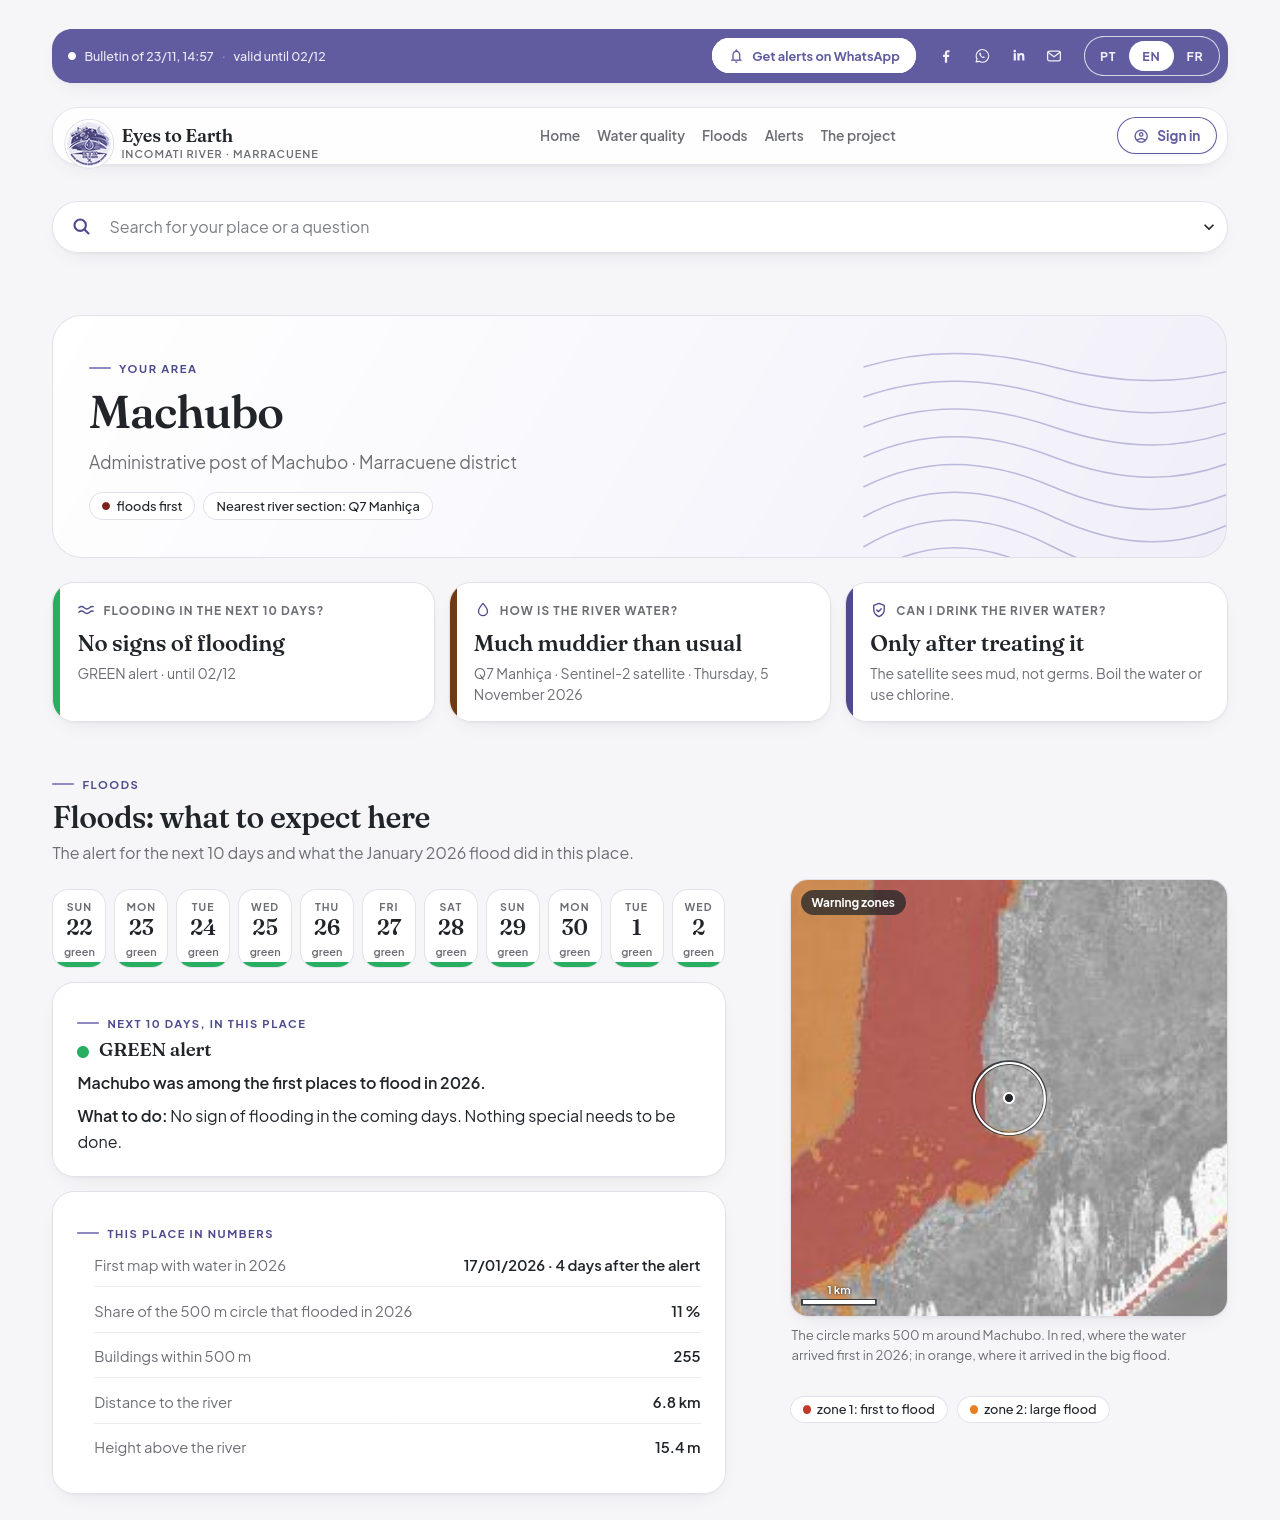 Bulletin of 23/11, 14:57 · valid until 02/12
Get alerts on WhatsApp
PT EN FR
Eyes to Earth
INCOMATI RIVER · MARRACUENE
Home Water quality Floods Alerts The project
Sign in
Search for your place or a question
YOUR AREA
Machubo
Administrative post of Machubo · Marracuene district
floods first
Nearest river section: Q7 Manhiça
FLOODING IN THE NEXT 10 DAYS?
No signs of flooding
GREEN alert · until 02/12
HOW IS THE RIVER WATER?
Much muddier than usual
Q7 Manhiça · Sentinel-2 satellite · Thursday, 5
November 2026
CAN I DRINK THE RIVER WATER?
Only after treating it
The satellite sees mud, not germs. Boil the water or
use chlorine.
FLOODS
Floods: what to expect here
The alert for the next 10 days and what the January 2026 flood did in this place.
SUN MON TUE WED THU FRI SAT SUN MON TUE WED
22 23 24 25 26 27 28 29 30 1 2
green green green green green green green green green green green
NEXT 10 DAYS, IN THIS PLACE
GREEN alert
Machubo was among the first places to flood in 2026.
What to do: No sign of flooding in the coming days. Nothing special needs to be
done.
THIS PLACE IN NUMBERS
First map with water in 2026 17/01/2026 · 4 days after the alert
Share of the 500 m circle that flooded in 2026 11 %
Buildings within 500 m 255
Distance to the river 6.8 km
Height above the river 15.4 m
Warning zones
1 km
The circle marks 500 m around Machubo. In red, where the water
arrived first in 2026; in orange, where it arrived in the big flood.
zone 1: first to flood
zone 2: large flood